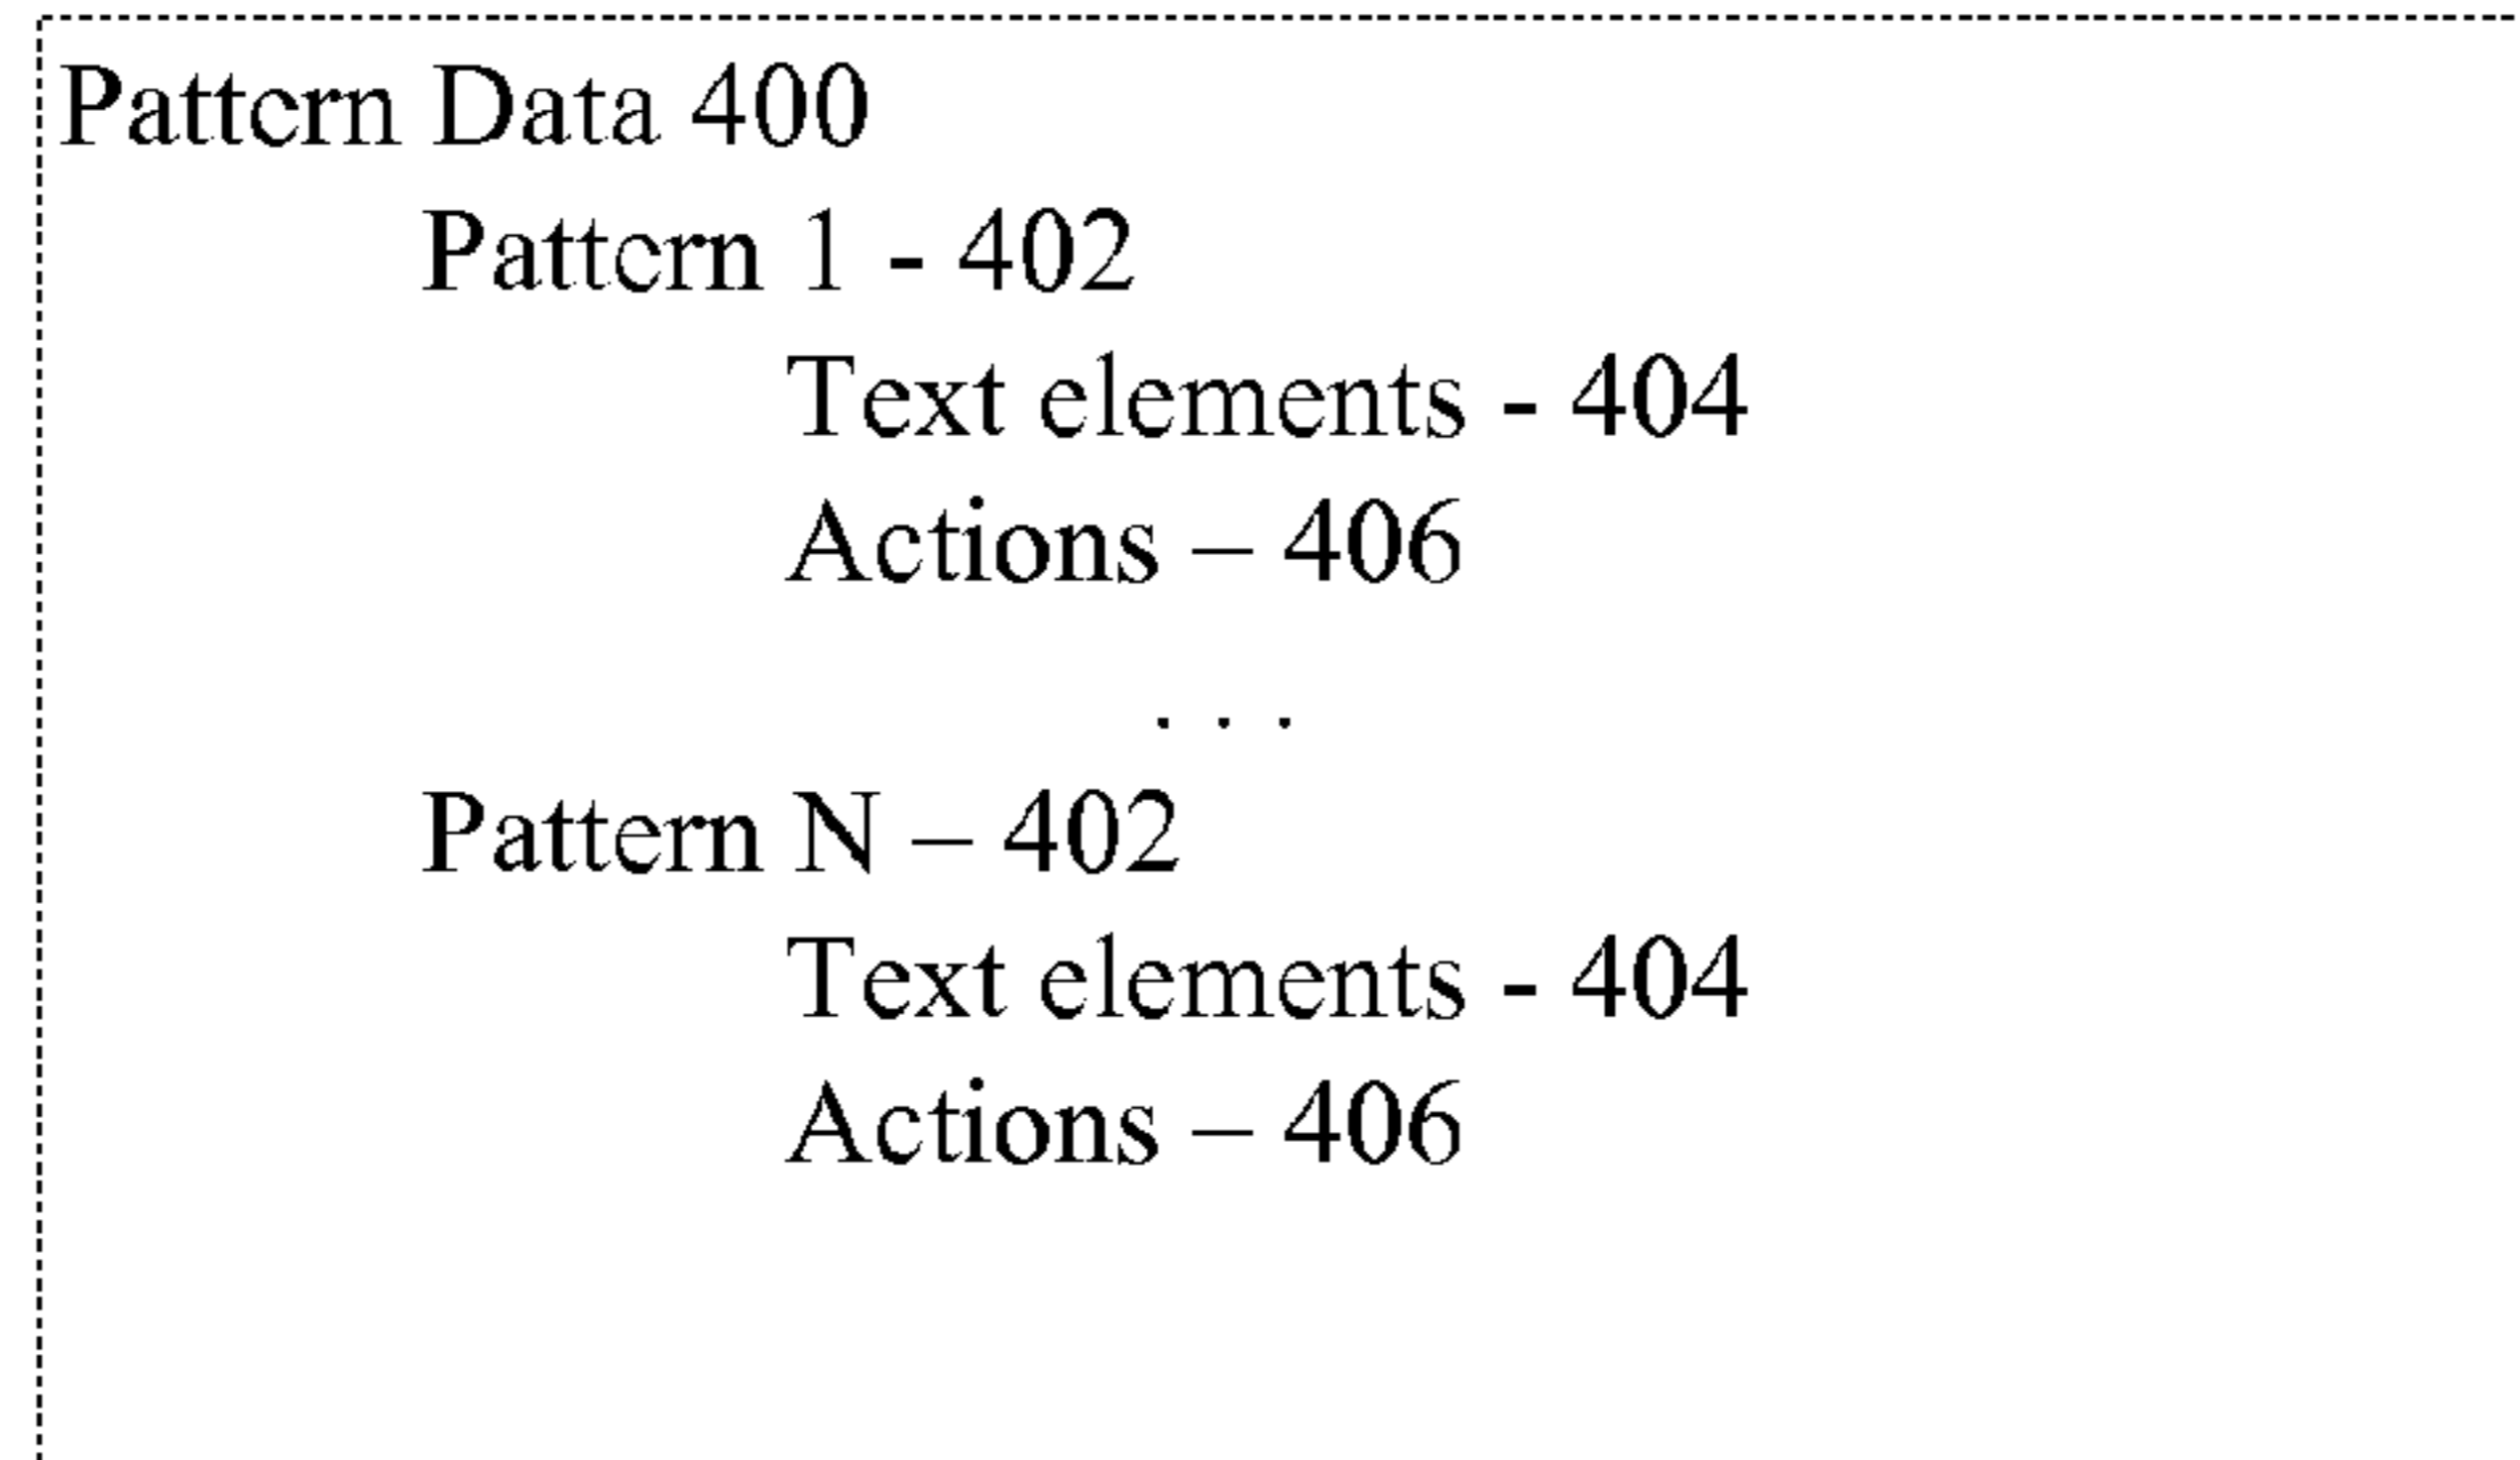 Pattern Data 400
Pattern 1 - 402
Text elements - 404
Actions – 406
. . .
Pattern N – 402
Text elements - 404
Actions – 406